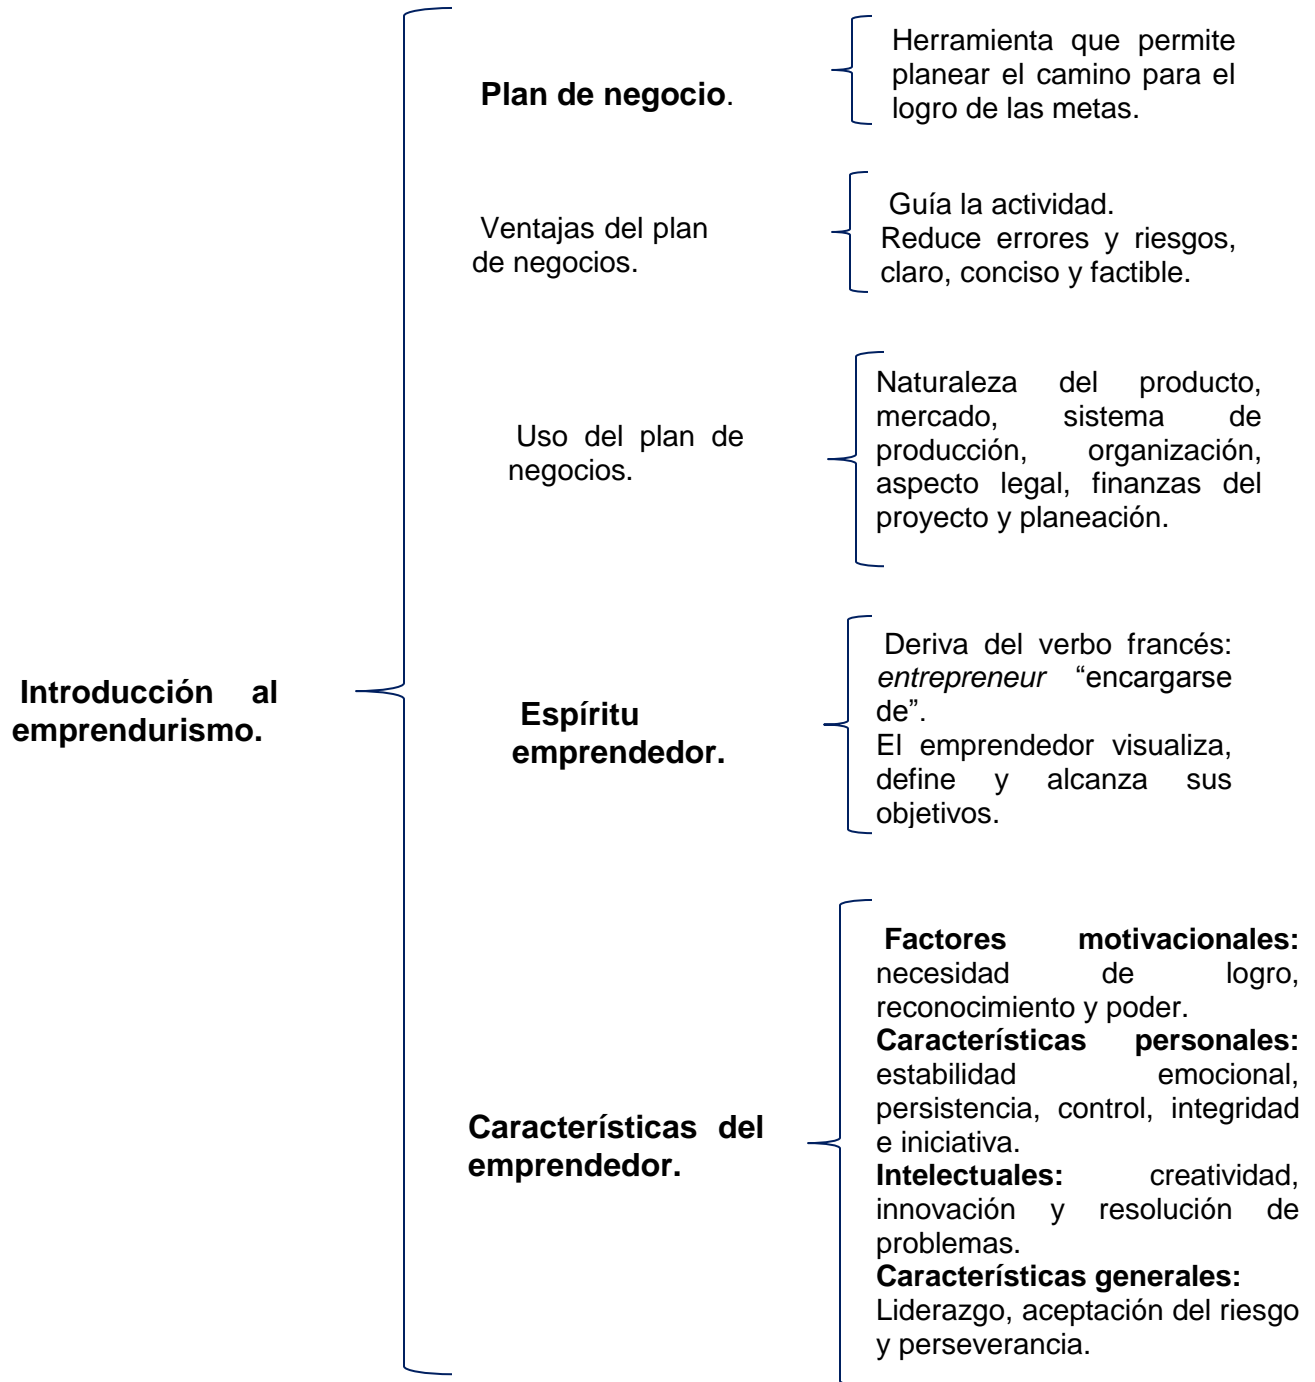 Introducción al
emprendurismo.
Plan de negocio.
Herramienta que permite
planear el camino para el
logro de las metas.
Ventajas del plan
de negocios.
Guía la actividad.
Reduce errores y riesgos,
claro, conciso y factible.
Uso del plan de
negocios.
Naturaleza del producto,
mercado, sistema de
producción, organización,
aspecto legal, finanzas del
proyecto y planeación.
Espíritu
emprendedor.
Deriva del verbo francés:
entrepreneur “encargarse
de”.
El emprendedor visualiza,
define y alcanza sus
objetivos.
Características del
emprendedor.
Factores motivacionales:
necesidad de logro,
reconocimiento y poder.
Características personales:
estabilidad emocional,
persistencia, control, integridad
e iniciativa.
Intelectuales: creatividad,
innovación y resolución de
problemas.
Características generales:
Liderazgo, aceptación del riesgo
y perseverancia.